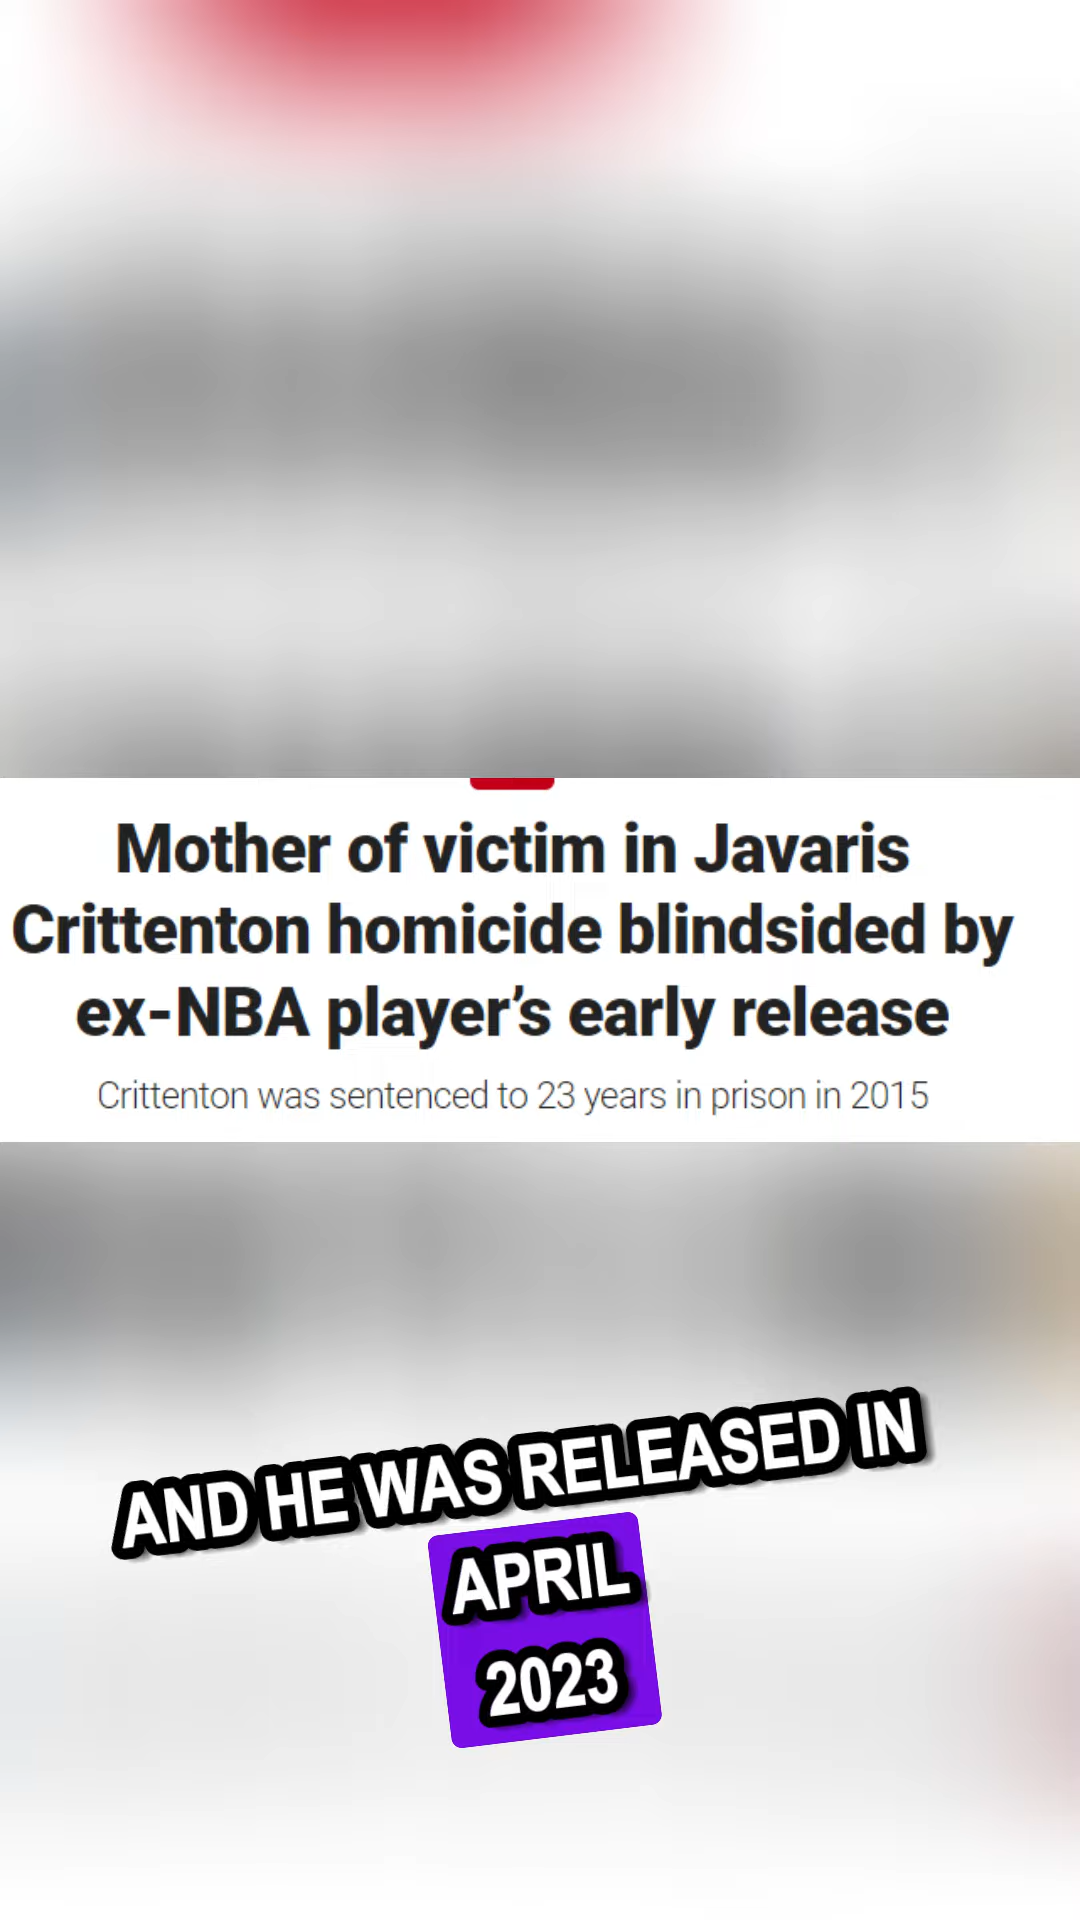 Mother of victim in Javaris
Crittenton homicide blindsided by
ex-NBA player’s early release
Crittenton was sentenced to 23 years in prison in 2015
AND HE WAS RELEASED IN
APRIL
2023